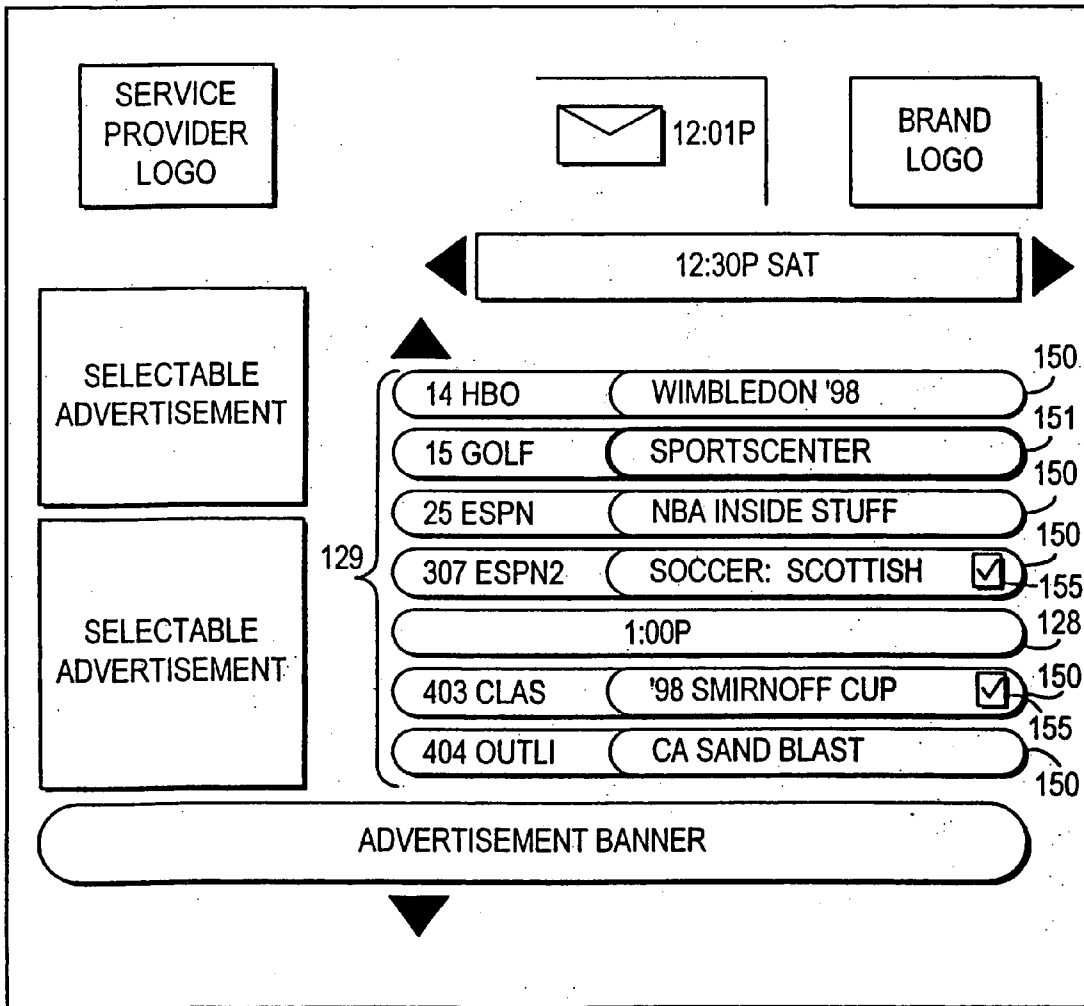 SERVICE
PROVIDER
LOGO
12:01P
BRAND
LOGO
12:30P SAT
SELECTABLE
ADVERTISEMENT
SELECTABLE
ADVERTISEMENT
129
14 HBO WIMBLEDON '98 150
15 GOLF SPORTSCENTER 151
25 ESPN NBA INSIDE STUFF 150
307 ESPN2 SOCCER: SCOTTISH 150
155
1:00P 128
403 CLAS '98 SMIRNOFF CUP 150
155
404 OUTLI CA SAND BLAST 150
ADVERTISEMENT BANNER